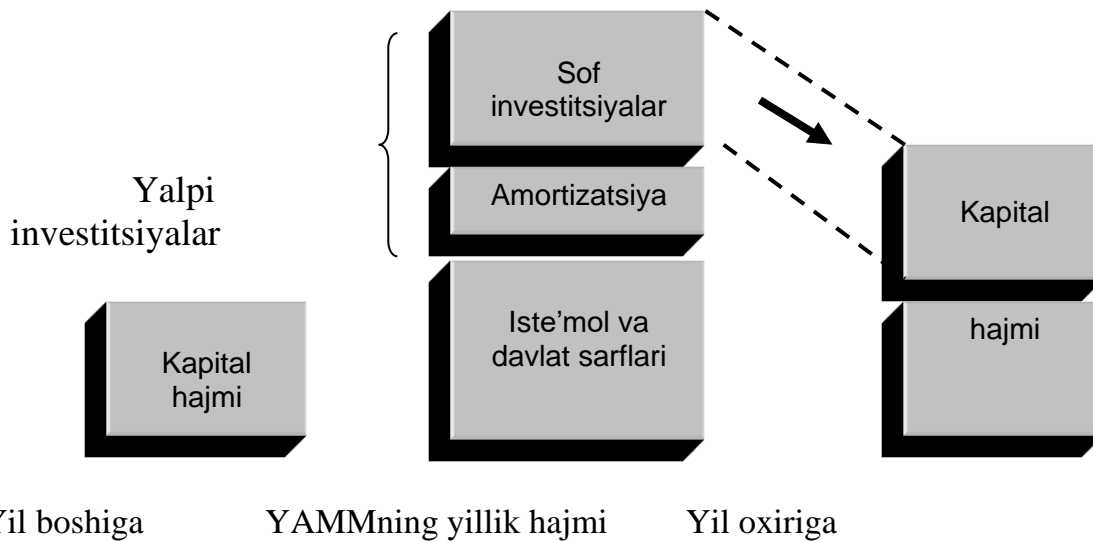 Sof
investitsiyalar
Yalpi
investitsiyalar
Amortizatsiya
Kapital
hajmi
Iste’mol va
davlat sarflari
Kapital
hajmi
Yil boshiga YAMMning yillik hajmi Yil oxiriga